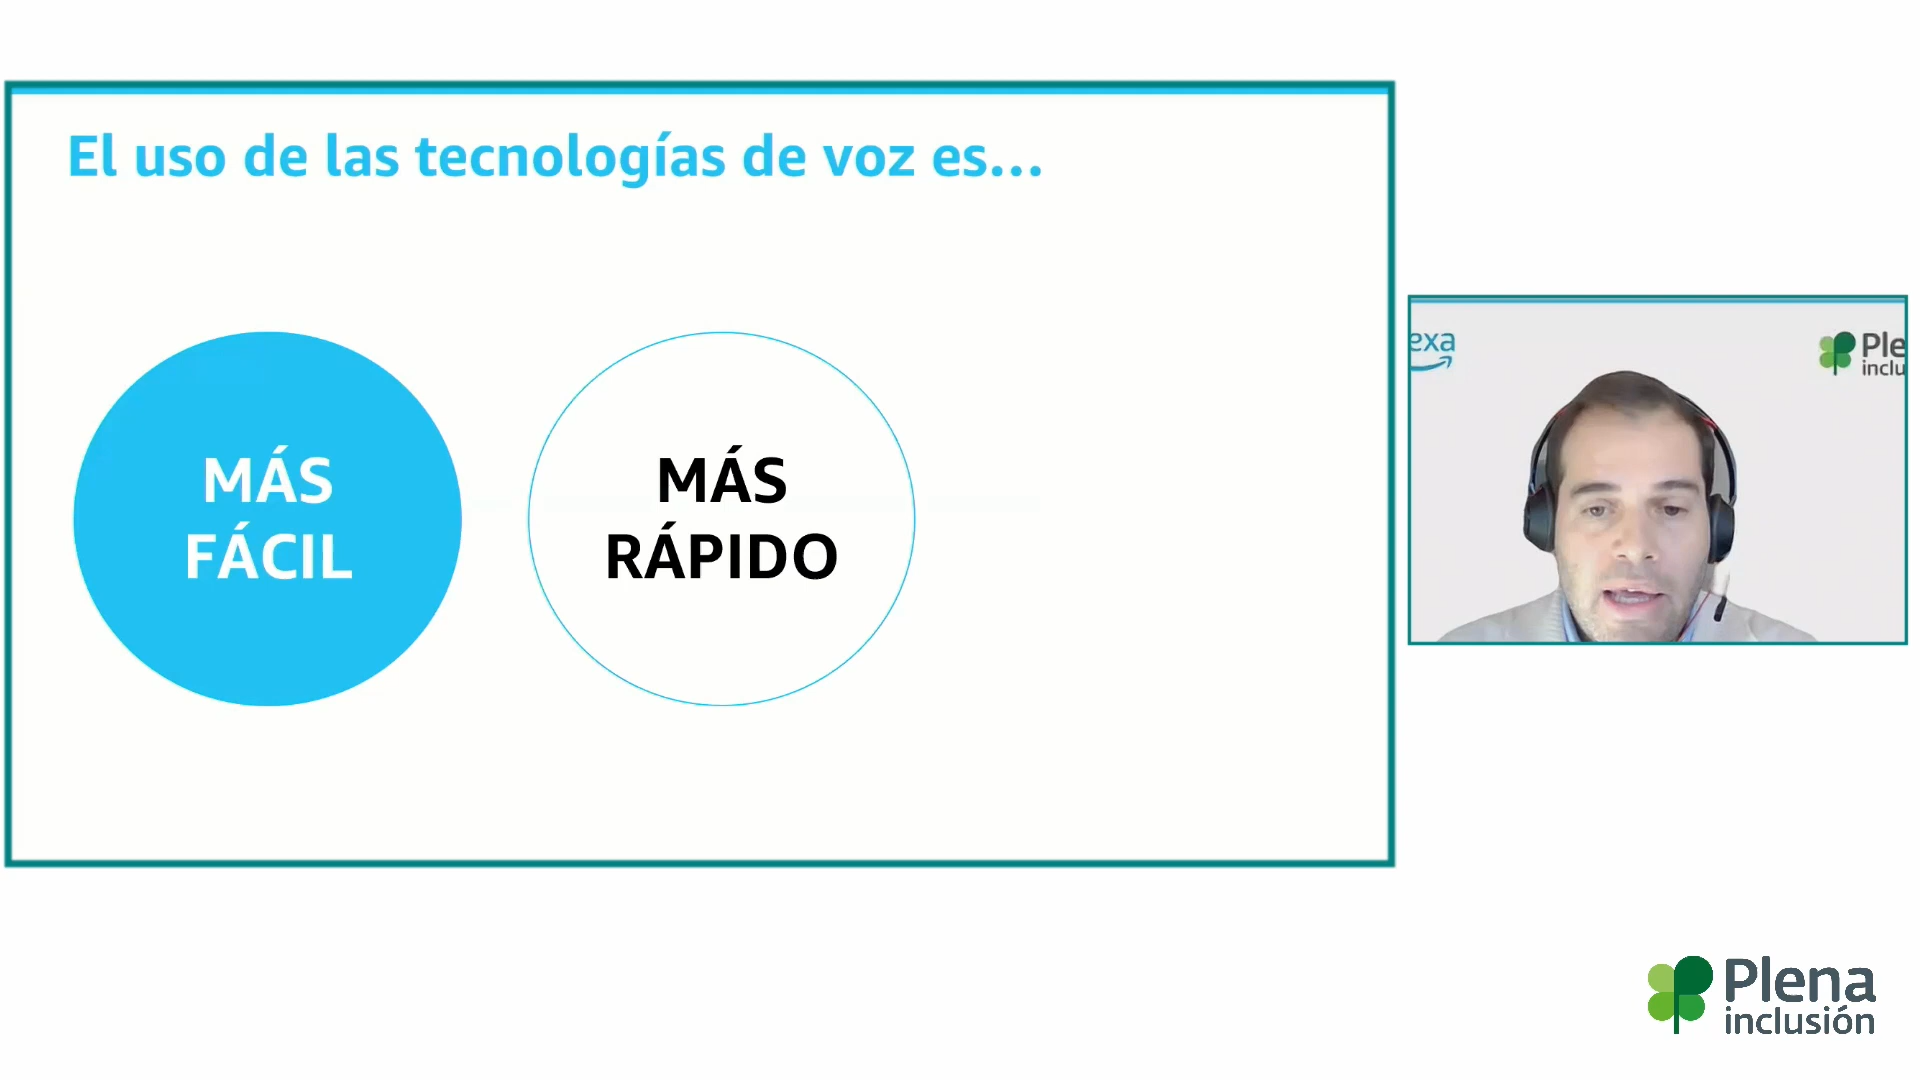 El uso de las tecnologías de voz es...
MÁS
FÁCIL
MÁS
RÁPIDO
exa
Ple
inclu
Plena
inclusión